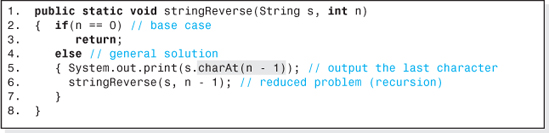 1. public static void stringReverse(String s, int n)
2. { if(n == 0) // base case
3. return;
4. else // general solution
5. { System.out.print(s.charAt(n - 1)); // output the last character
6. stringReverse(s, n - 1); // reduced problem (recursion)
7. }
8. }